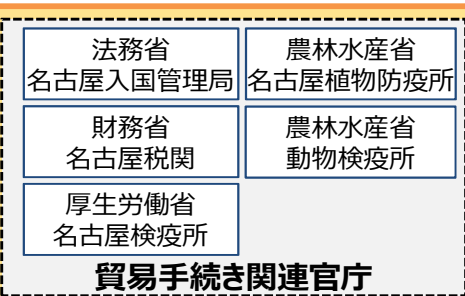 法務省
名古屋入国管理局
農林水産省
名古屋植物防疫所
財務省
名古屋税関
農林水産省
動物検疫所
厚生労働省
名古屋検疫所
貿易手続き関連官庁